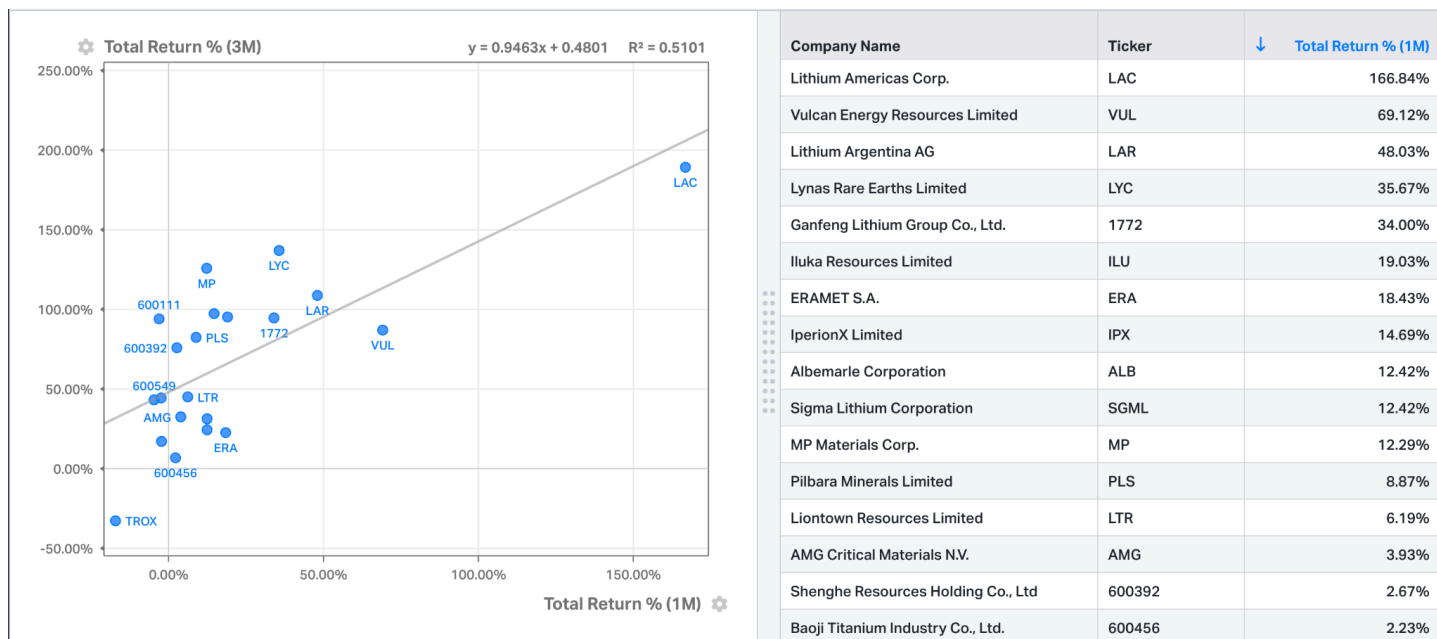 Total Return % (3M)
y = 0.9463x + 0.4801 R² = 0.5101
250.00%
200.00%
150.00%
100.00%
50.00%
0.00%
-50.00%
LAC
LYC
MP
600111
LAR
1772
PLS
VUL
600392
600549
LTR
AMG
ERA
600456
TROX
0.00% 50.00% 100.00% 150.00%
Total Return % (1M)
Company Name Ticker ↓ Total Return % (1M)
Lithium Americas Corp. LAC 166.84%
Vulcan Energy Resources Limited VUL 69.12%
Lithium Argentina AG LAR 48.03%
Lynas Rare Earths Limited LYC 35.67%
Ganfeng Lithium Group Co., Ltd. 1772 34.00%
Iluka Resources Limited ILU 19.03%
ERAMET S.A. ERA 18.43%
IperionX Limited IPX 14.69%
Albemarle Corporation ALB 12.42%
Sigma Lithium Corporation SGML 12.42%
MP Materials Corp. MP 12.29%
Pilbara Minerals Limited PLS 8.87%
Liontown Resources Limited LTR 6.19%
AMG Critical Materials N.V. AMG 3.93%
Shenghe Resources Holding Co., Ltd 600392 2.67%
Baoji Titanium Industry Co., Ltd. 600456 2.23%